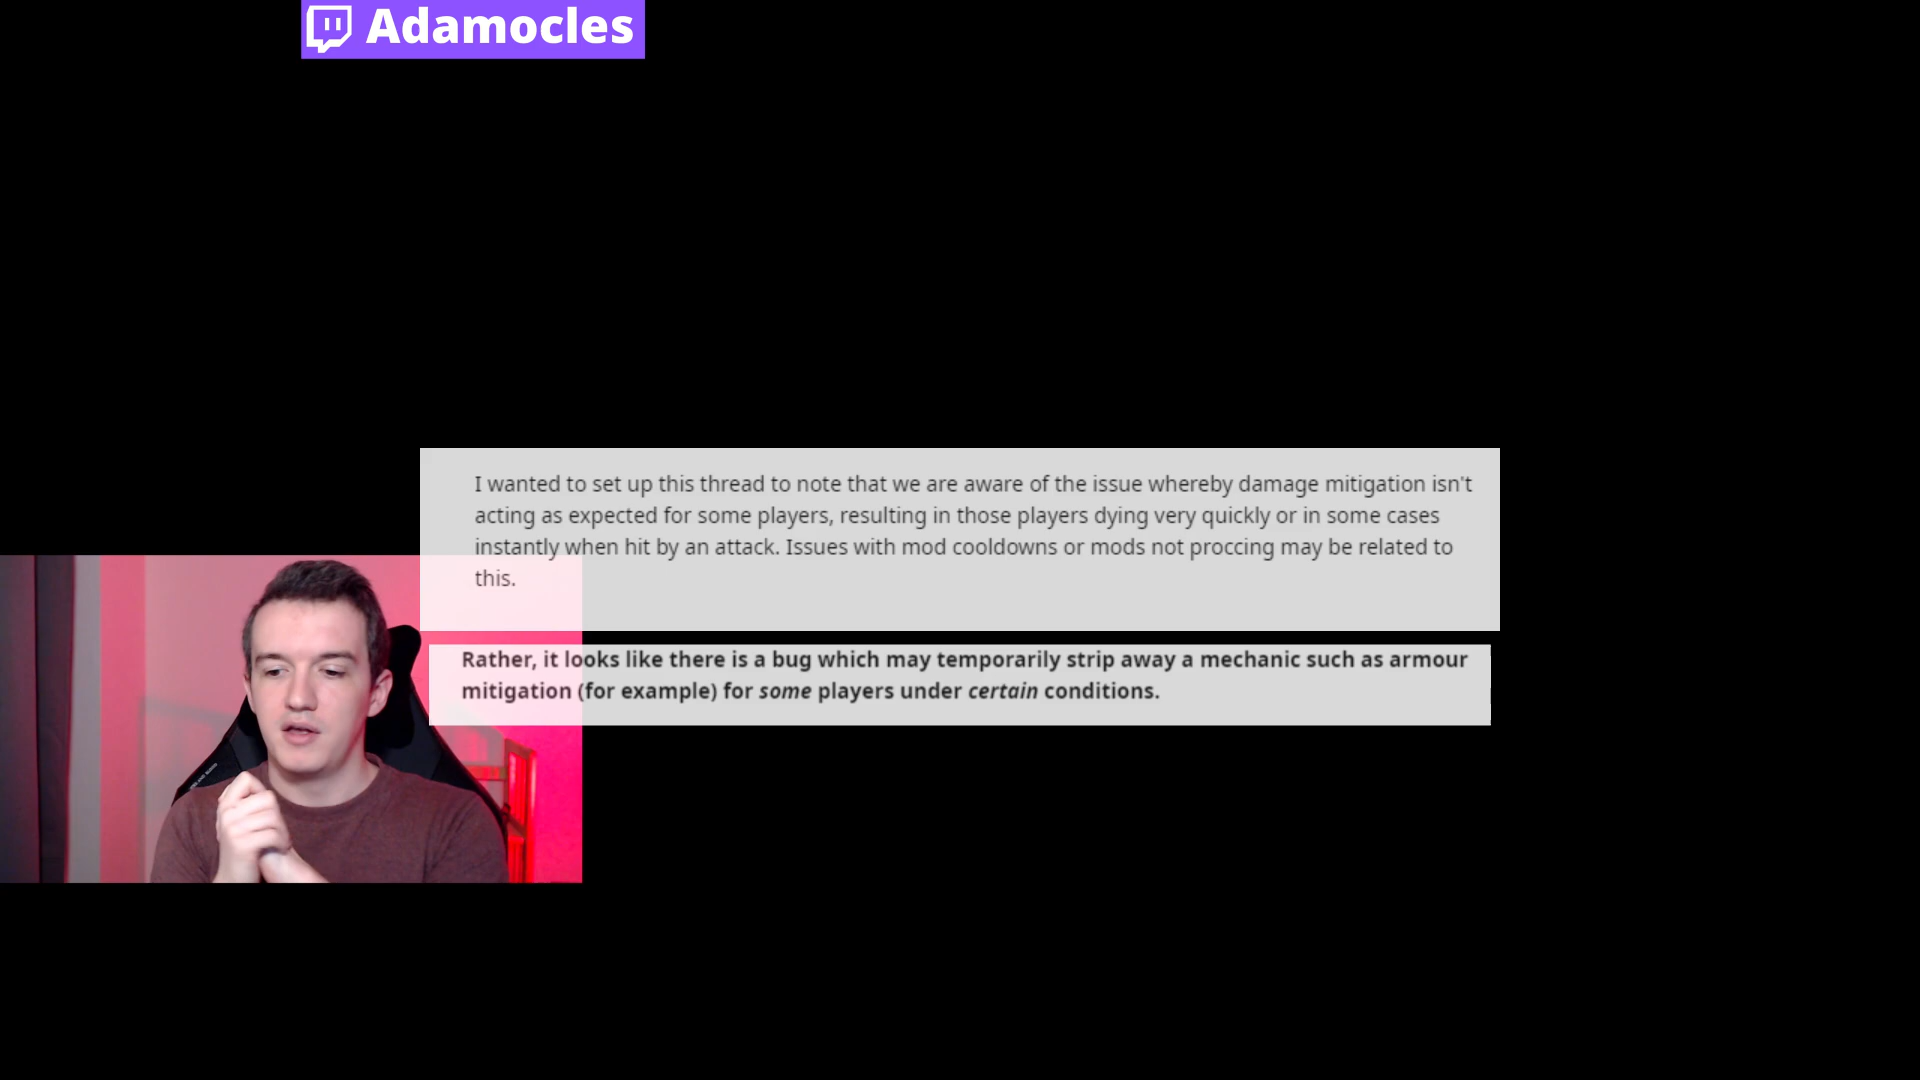 Adamocles
I wanted to set up this thread to note that we are aware of the issue whereby damage mitigation isn't
acting as expected for some players, resulting in those players dying very quickly or in some cases
instantly when hit by an attack. Issues with mod cooldowns or mods not proccing may be related to
this.
Rather, it looks like there is a bug which may temporarily strip away a mechanic such as armour
mitigation (for example) for some players under certain conditions.